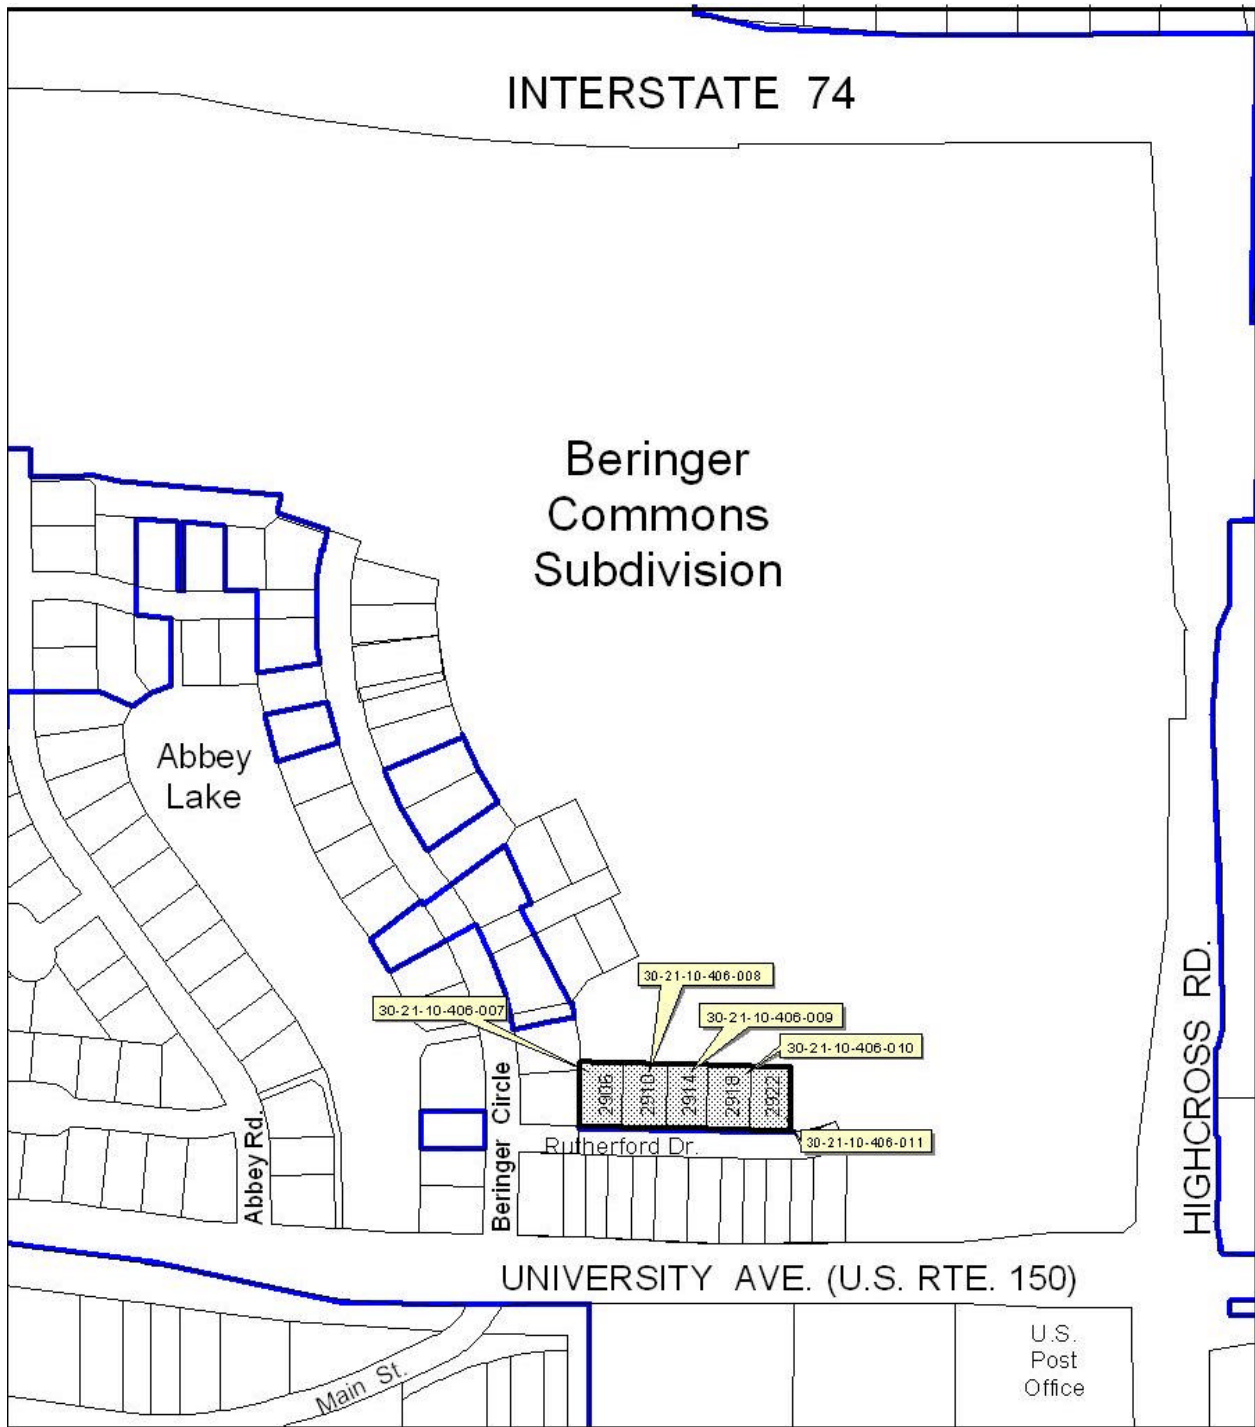 INTERSTATE 74
Beringer
Commons
Subdivision
Abbey
Lake
30-21-10-406-008
30-21-10-406-007
30-21-10-406-009
30-21-10-406-010
2906
2910
2914
2918
2922
30-21-10-406-011
Rutherford Dr.
Beringer Circle
Abbey Rd.
HIGHCROSS RD.
UNIVERSITY AVE. (U.S. RTE. 150)
Main St.
U.S.
Post
Office